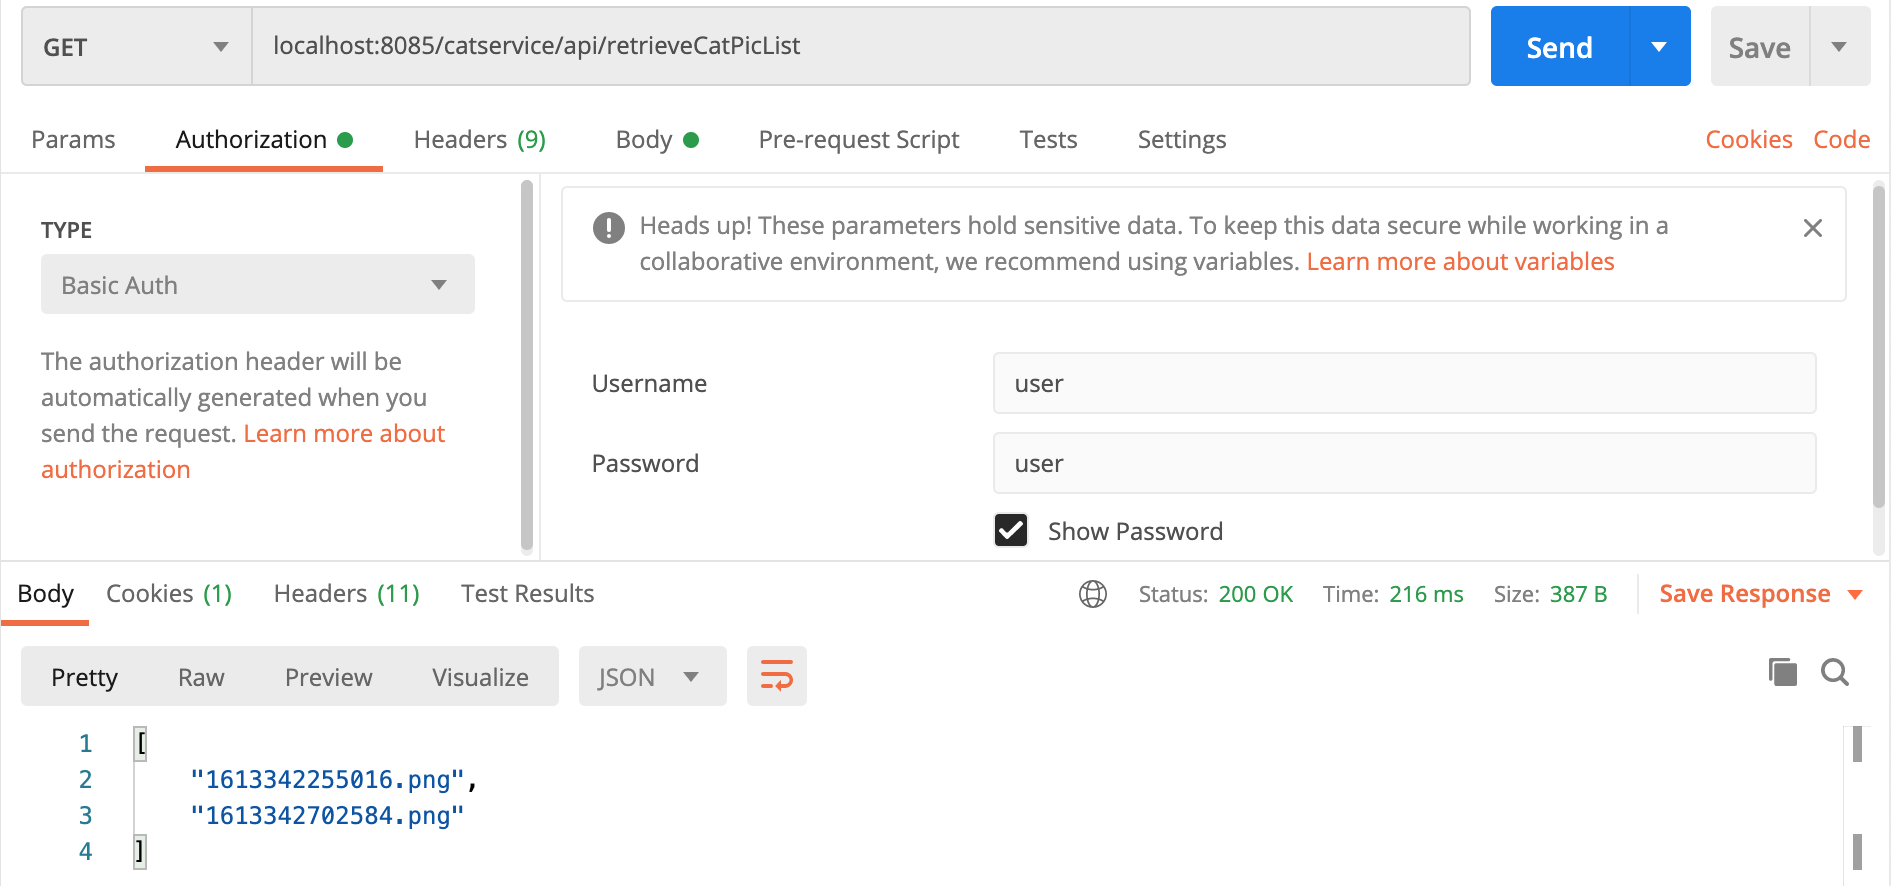 GET localhost:8085/catservice/api/retrieveCatPicList Send Save
Params Authorization Headers (9) Body Pre-request Script Tests Settings Cookies Code
TYPE
Basic Auth
The authorization header will be
automatically generated when you
send the request. Learn more about
authorization
Heads up! These parameters hold sensitive data. To keep this data secure while working in a
collaborative environment, we recommend using variables. Learn more about variables
Username user
Password user
Show Password
Body Cookies (1) Headers (11) Test Results Status: 200 OK Time: 216 ms Size: 387 B Save Response
Pretty Raw Preview Visualize JSON
1 [
2 "1613342255016.png",
3 "1613342702584.png"
4 ]